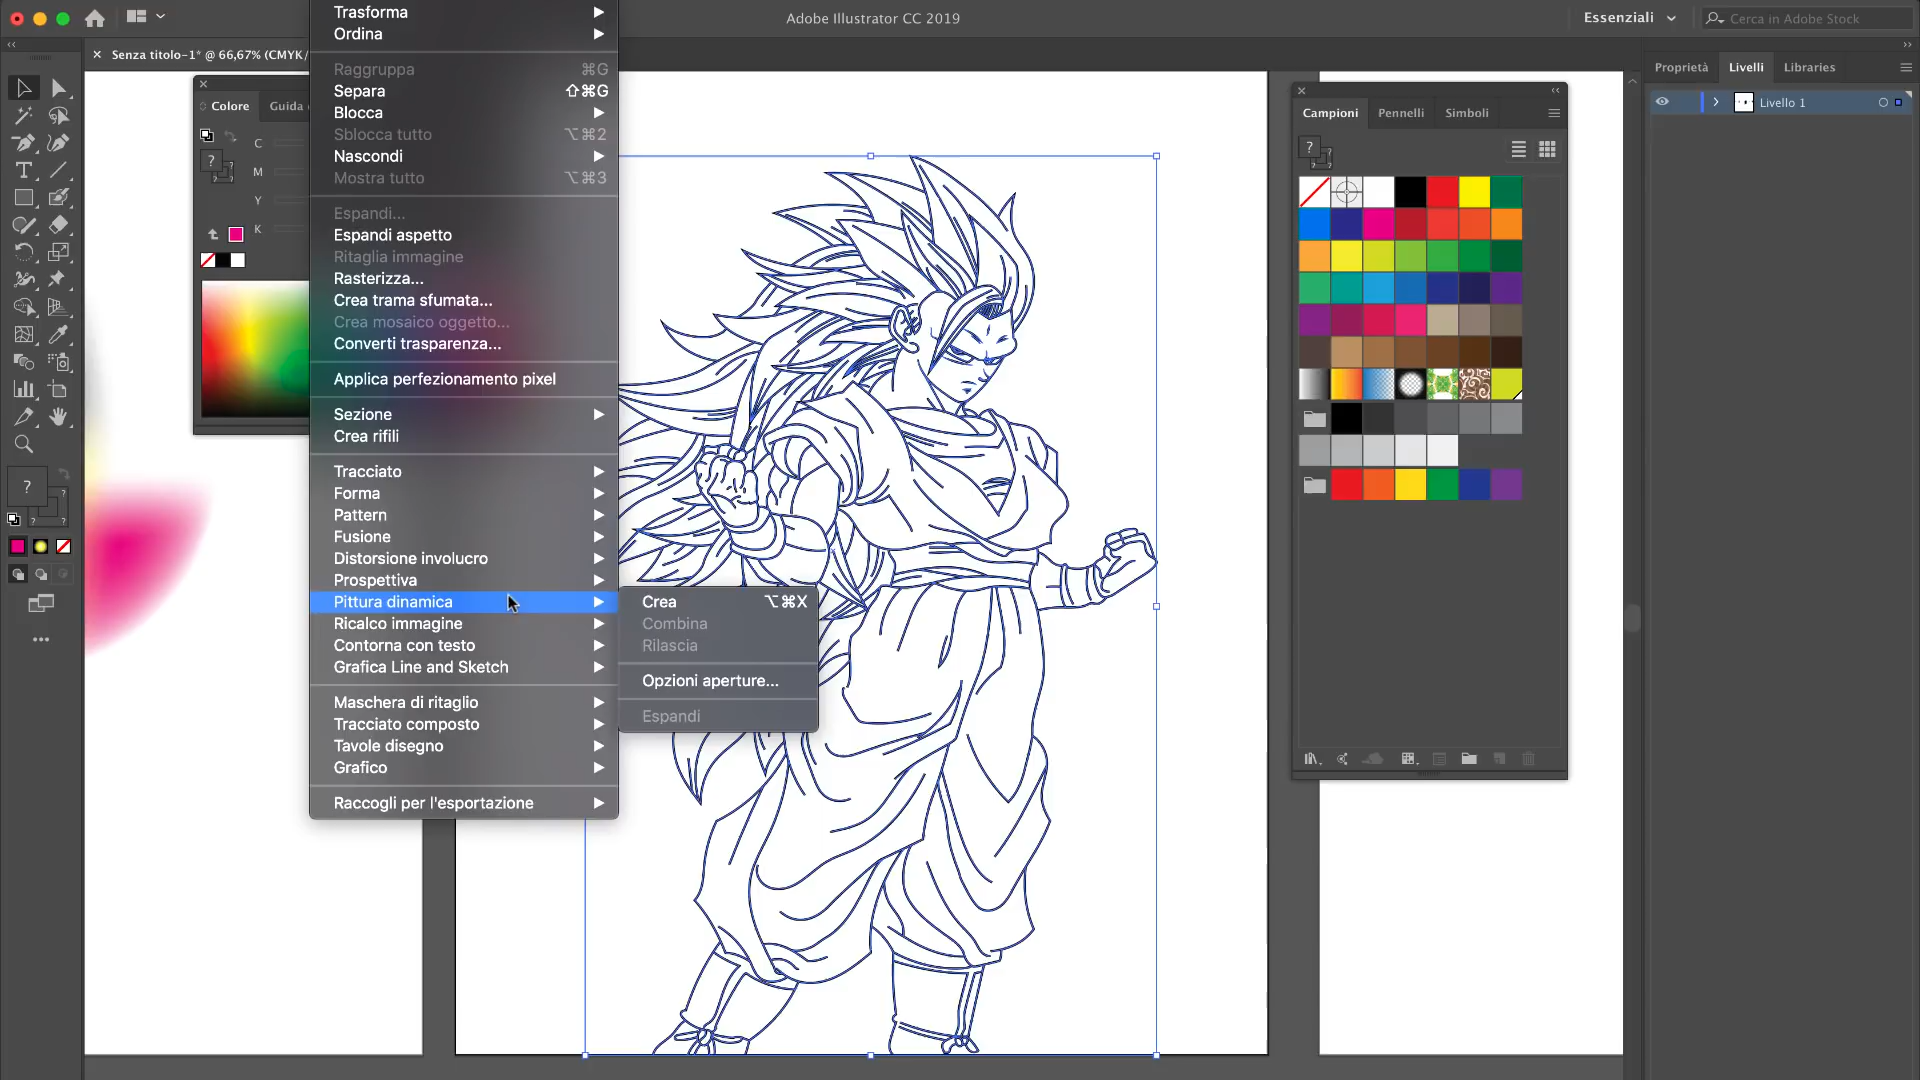 Adobe Illustrator CC 2019
Essenziali
Cerca in Adobe Stock
Senza titolo-1* @ 66,67% (CMYK/
Colore
Guida
C
M
Y
K
Trasforma
Ordina
Raggruppa ⌘G
Separa ⇧⌘G
Blocca
Sblocca tutto ⌥⌘2
Nascondi
Mostra tutto ⌥⌘3
Espandi...
Espandi aspetto
Ritaglia immagine
Rasterizza...
Crea trama sfumata...
Crea mosaico oggetto...
Converti trasparenza...
Applica perfezionamento pixel
Sezione
Crea rifili
Tracciato
Forma
Pattern
Fusione
Distorsione involucro
Prospettiva
Pittura dinamica
Ricalco immagine
Contorna con testo
Grafica Line and Sketch
Maschera di ritaglio
Tracciato composto
Tavole disegno
Grafico
Raccogli per l'esportazione
Crea ⌥⌘X
Combina
Rilascia
Opzioni aperture...
Espandi
Campioni
Pennelli
Simboli
Proprietà
Livelli
Libraries
Livello 1